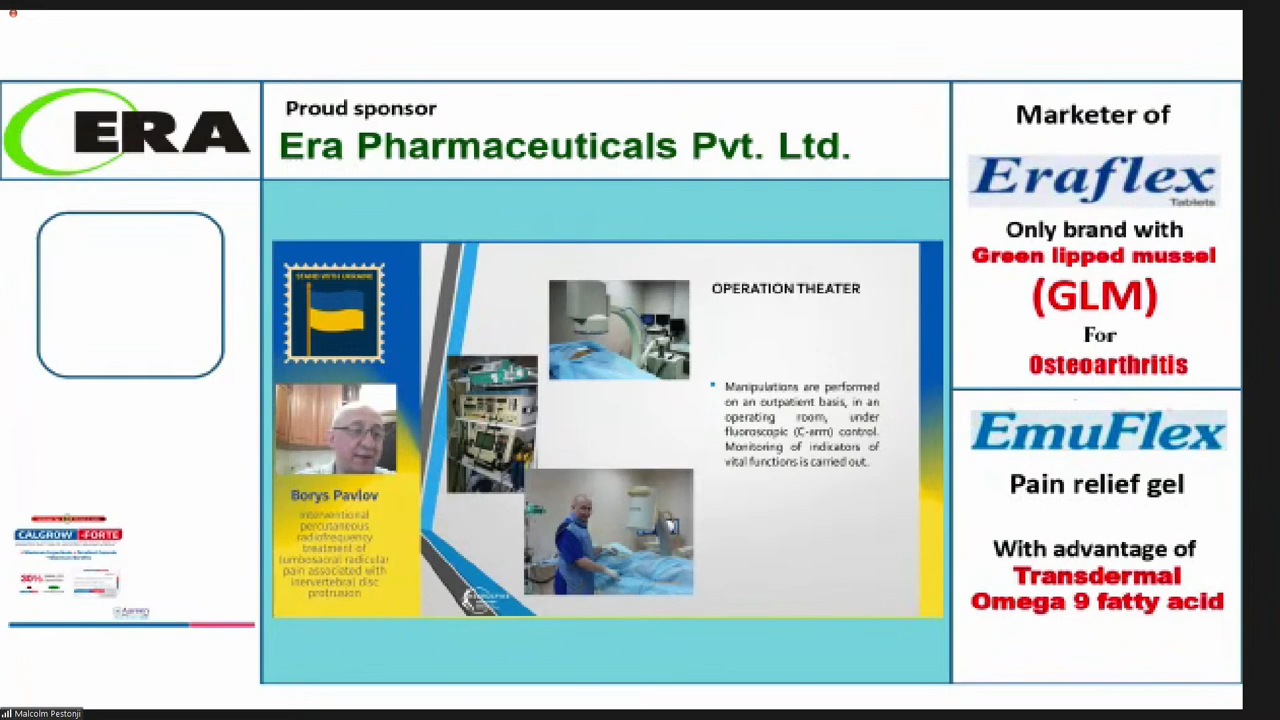 ERA
Proud sponsor
Era Pharmaceuticals Pvt. Ltd.
Marketer of
Eraflex
Tablets
Only brand with
Green lipped mussel
(GLM)
For
Osteoarthritis
EmuFlex
Pain relief gel
With advantage of
Transdermal
Omega 9 fatty acid
STAND WITH UKRAINE
Borys Pavlov
Interventional
percutaneous
radiofrequency
treatment of
lumbosacral radicular
pain associated with
inervertebral disc
protrusion
OPERATION THEATER
Manipulations are performed
on an outpatient basis, in an
operating room, under
fluoroscopic (C-arm) control.
Monitoring of indicators of
vital functions is carried out.
CALGROW -FORTE
30%
Malcolm Pestonji